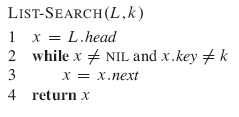 LIST-SEARCH(L, k)
1 x = L.head
2 while x ≠ NIL and x.key ≠ k
3 x = x.next
4 return x